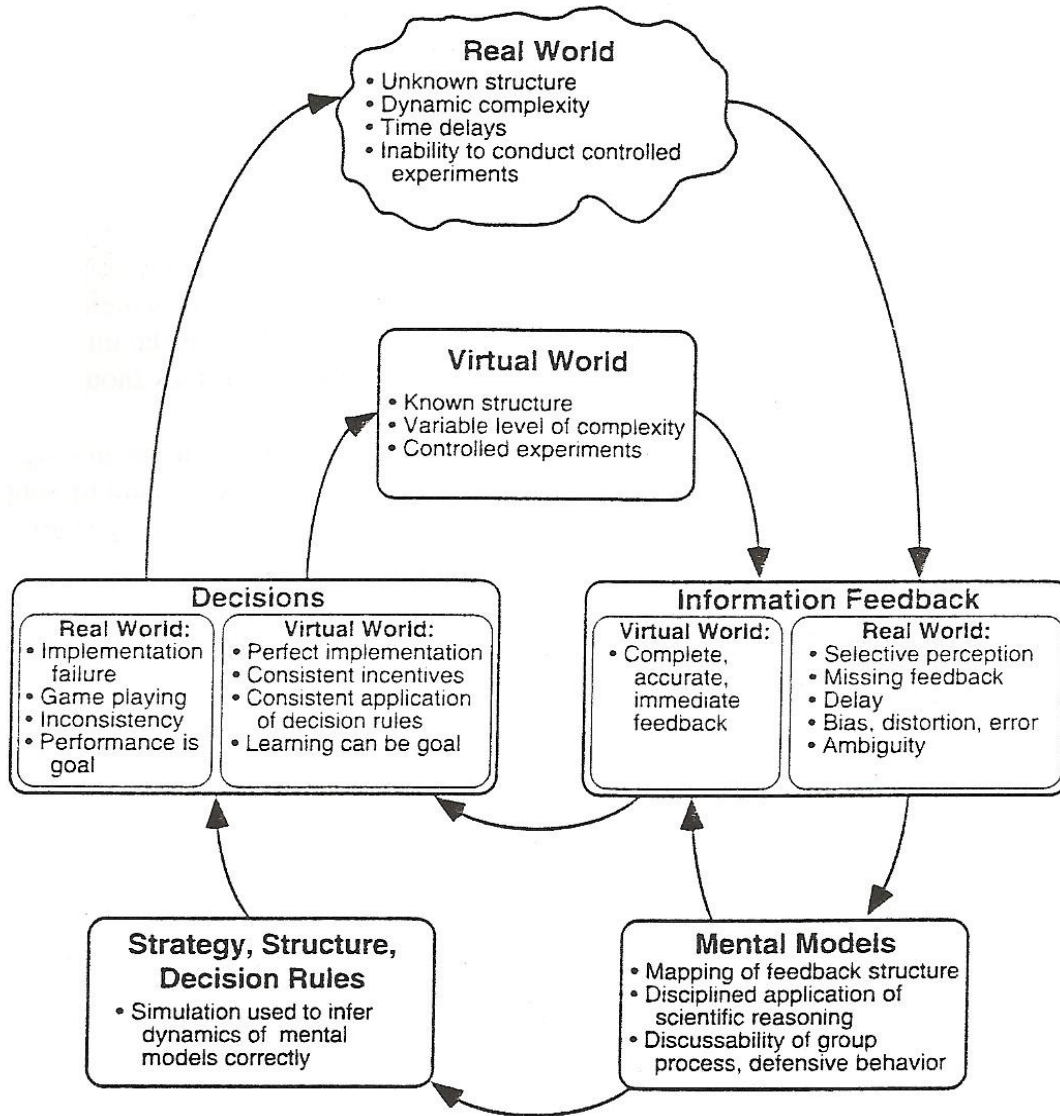 Real World
• Unknown structure
• Dynamic complexity
• Time delays
• Inability to conduct controlled
experiments
Virtual World
• Known structure
• Variable level of complexity
• Controlled experiments
Decisions
Real World:
• Implementation
failure
• Game playing
• Inconsistency
• Performance is
goal
Virtual World:
• Perfect implementation
• Consistent incentives
• Consistent application
of decision rules
• Learning can be goal
Information Feedback
Virtual World:
• Complete,
accurate,
immediate
feedback
Real World:
• Selective perception
• Missing feedback
• Delay
• Bias, distortion, error
• Ambiguity
Strategy, Structure,
Decision Rules
• Simulation used to infer
dynamics of mental
models correctly
Mental Models
• Mapping of feedback structure
• Disciplined application of
scientific reasoning
• Discussability of group
process, defensive behavior